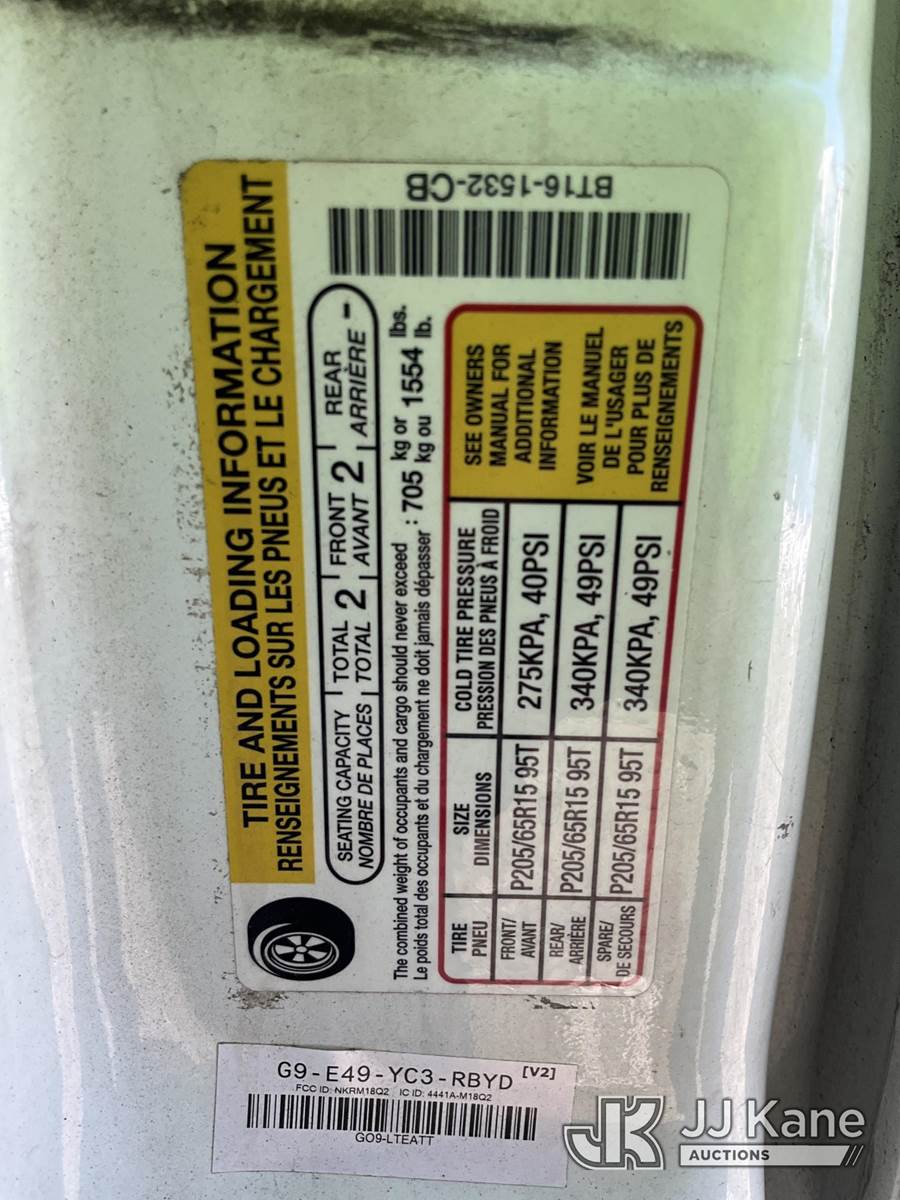 TIRE AND LOADING INFORMATION
RENSEIGNEMENTS SUR LES PNEUS ET LE CHARGEMENT
SEATING CAPACITY TOTAL 2 FRONT 2 REAR -
NOMBRE DE PLACES TOTAL AVANT ARRIÈRE
The combined weight of occupants and cargo should never exceed : 705 kg or 1554 lbs.
Le poids total des occupants et du chargement ne doit jamais dépasser kg ou lb.
TIRE SIZE COLD TIRE PRESSURE
PNEU DIMENSIONS PRESSION DES PNEUS À FROID
FRONT/ AVANT P205/65R15 95T 275KPA, 40PSI
REAR/ ARRIÈRE P205/65R15 95T 340KPA, 49PSI
SPARE/ DE SECOURS P205/65R15 95T 340KPA, 49PSI
SEE OWNERS
MANUAL FOR
ADDITIONAL
INFORMATION
VOIR LE MANUEL
DE L'USAGER
POUR PLUS DE
RENSEIGNEMENTS
BT16-1532-CB
G9-E49-YC3-RBYD [V2]
FCC ID: NKRM18Q2 IC ID: 4441A-M18Q2
GO9-LTEATT
JK JJ Kane
AUCTIONS